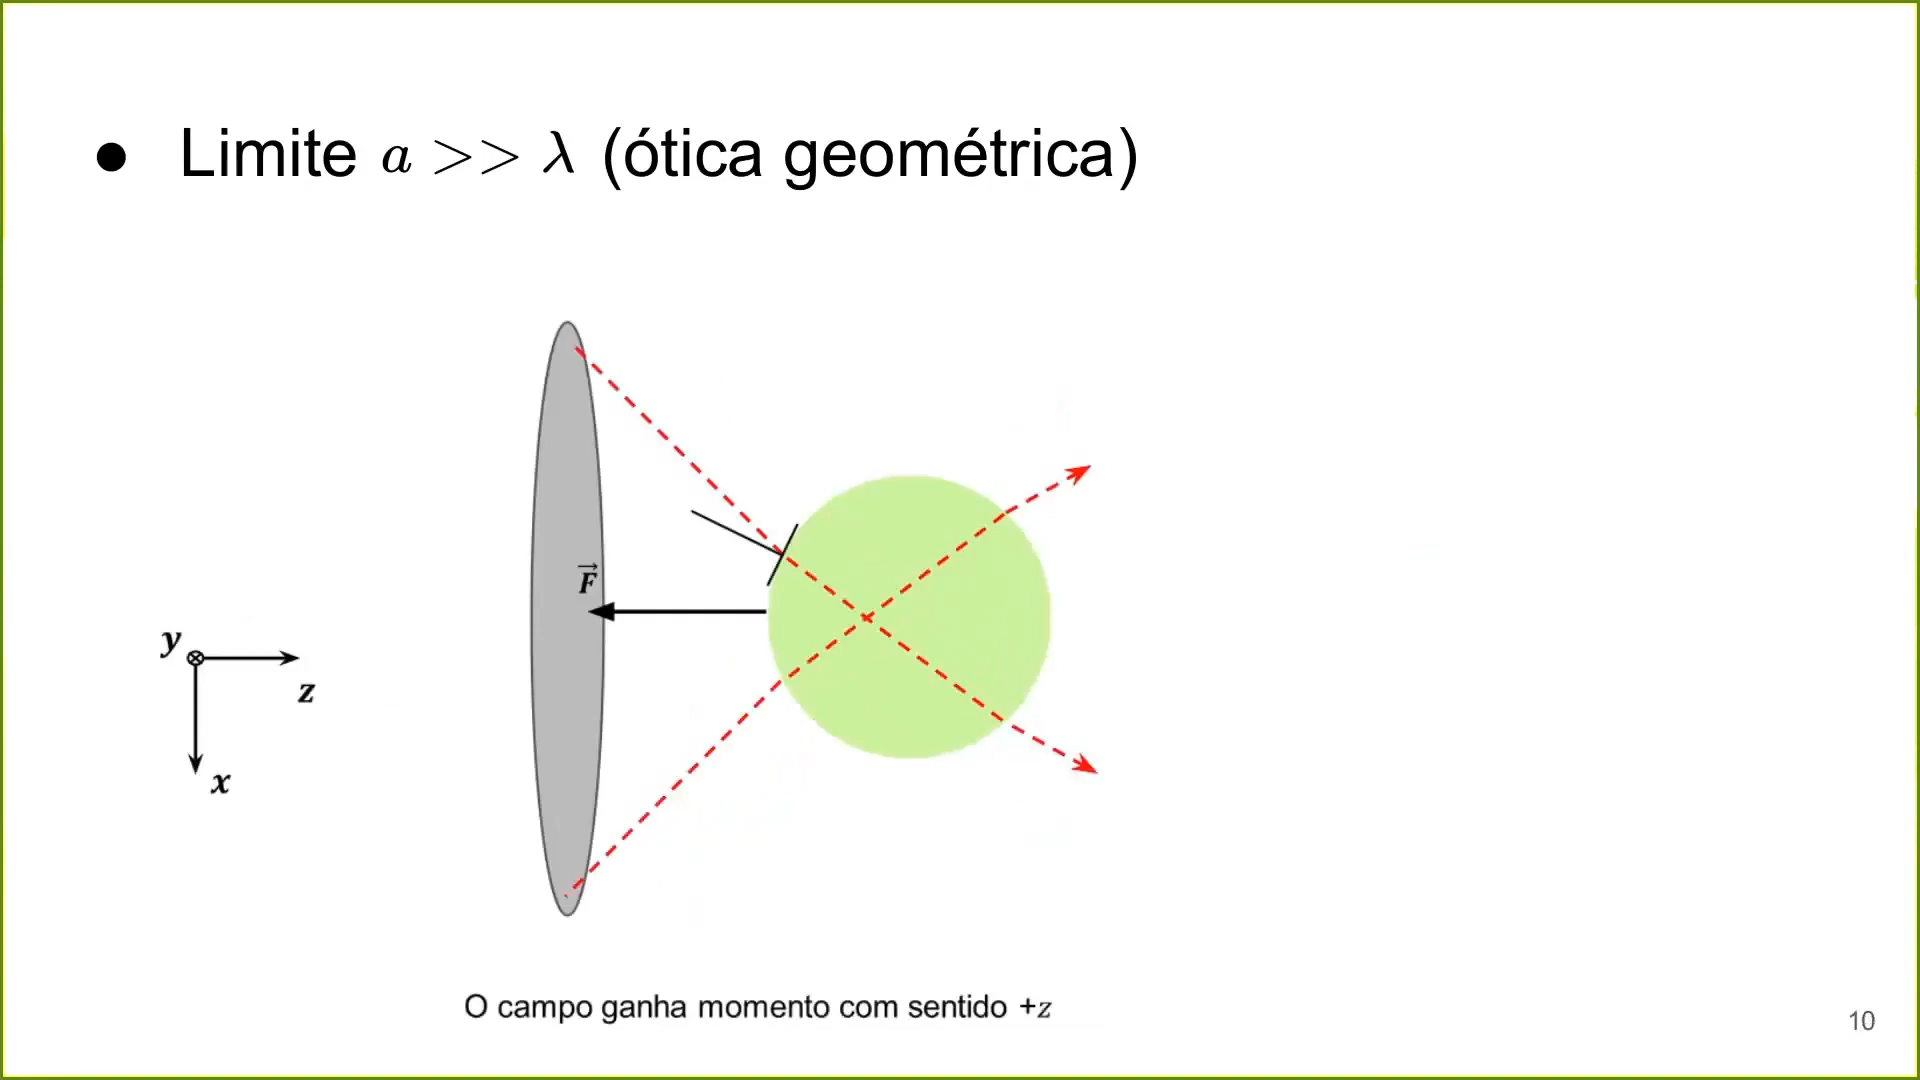 ● Limite a >> λ (ótica geométrica)
F⃗
y
z
x
O campo ganha momento com sentido +z
10